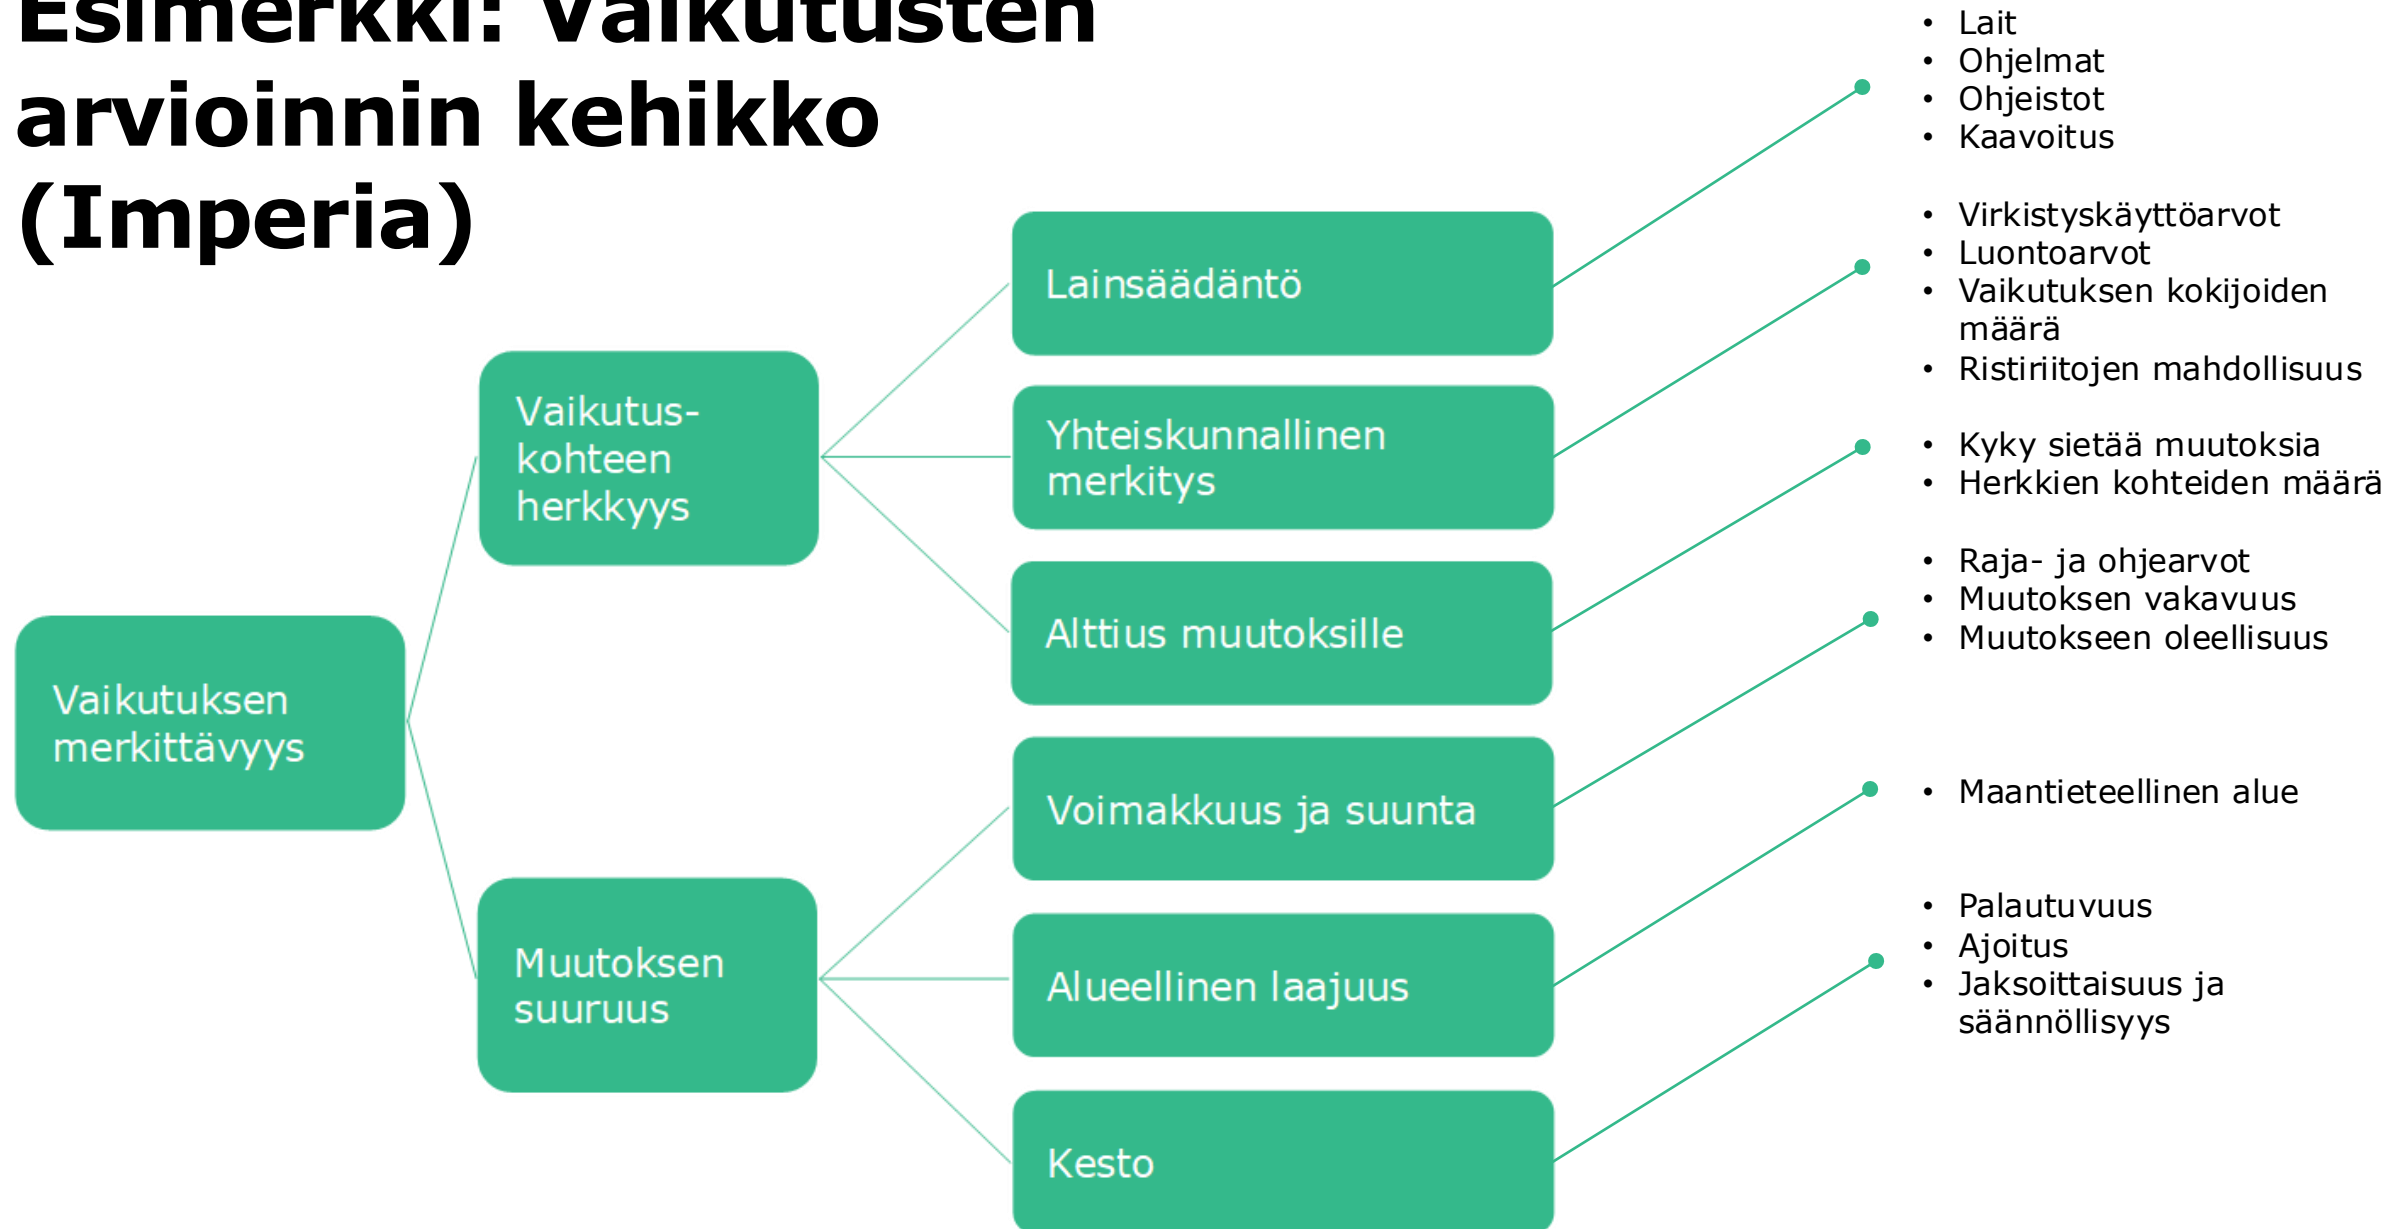 Esimerkki: Vaikutusten
arvioinnin kehikko
(Imperia)
Vaikutuksen
merkittävyys
Vaikutus-
kohteen
herkkyys
Muutoksen
suuruus
Lainsäädäntö
Yhteiskunnallinen
merkitys
Alttius muutoksille
Voimakkuus ja suunta
Alueellinen laajuus
Kesto
• Lait
• Ohjelmat
• Ohjeistot
• Kaavoitus
• Virkistyskäyttöarvot
• Luontoarvot
• Vaikutuksen kokijoiden
määrä
• Ristiriitojen mahdollisuus
• Kyky sietää muutoksia
• Herkkien kohteiden määrä
• Raja- ja ohjearvot
• Muutoksen vakavuus
• Muutokseen oleellisuus
• Maantieteellinen alue
• Palautuvuus
• Ajoitus
• Jaksoittaisuus ja
säännöllisyys